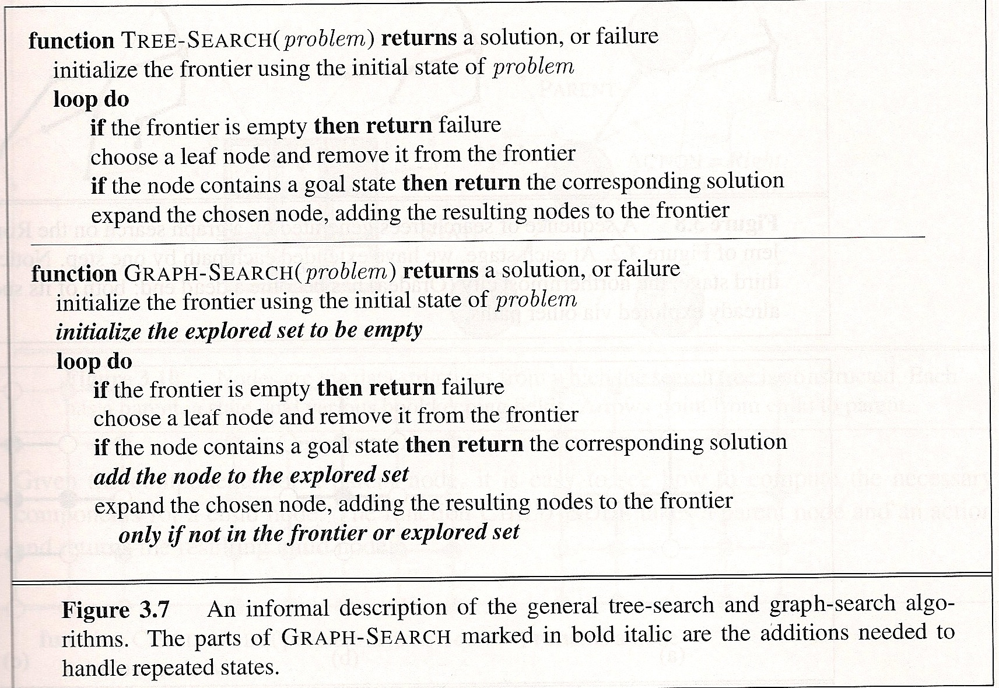 function TREE-SEARCH(problem) returns a solution, or failure
initialize the frontier using the initial state of problem
loop do
if the frontier is empty then return failure
choose a leaf node and remove it from the frontier
if the node contains a goal state then return the corresponding solution
expand the chosen node, adding the resulting nodes to the frontier
function GRAPH-SEARCH(problem) returns a solution, or failure
initialize the frontier using the initial state of problem
initialize the explored set to be empty
loop do
if the frontier is empty then return failure
choose a leaf node and remove it from the frontier
if the node contains a goal state then return the corresponding solution
add the node to the explored set
expand the chosen node, adding the resulting nodes to the frontier
only if not in the frontier or explored set
Figure 3.7 An informal description of the general tree-search and graph-search algo-
rithms. The parts of GRAPH-SEARCH marked in bold italic are the additions needed to
handle repeated states.